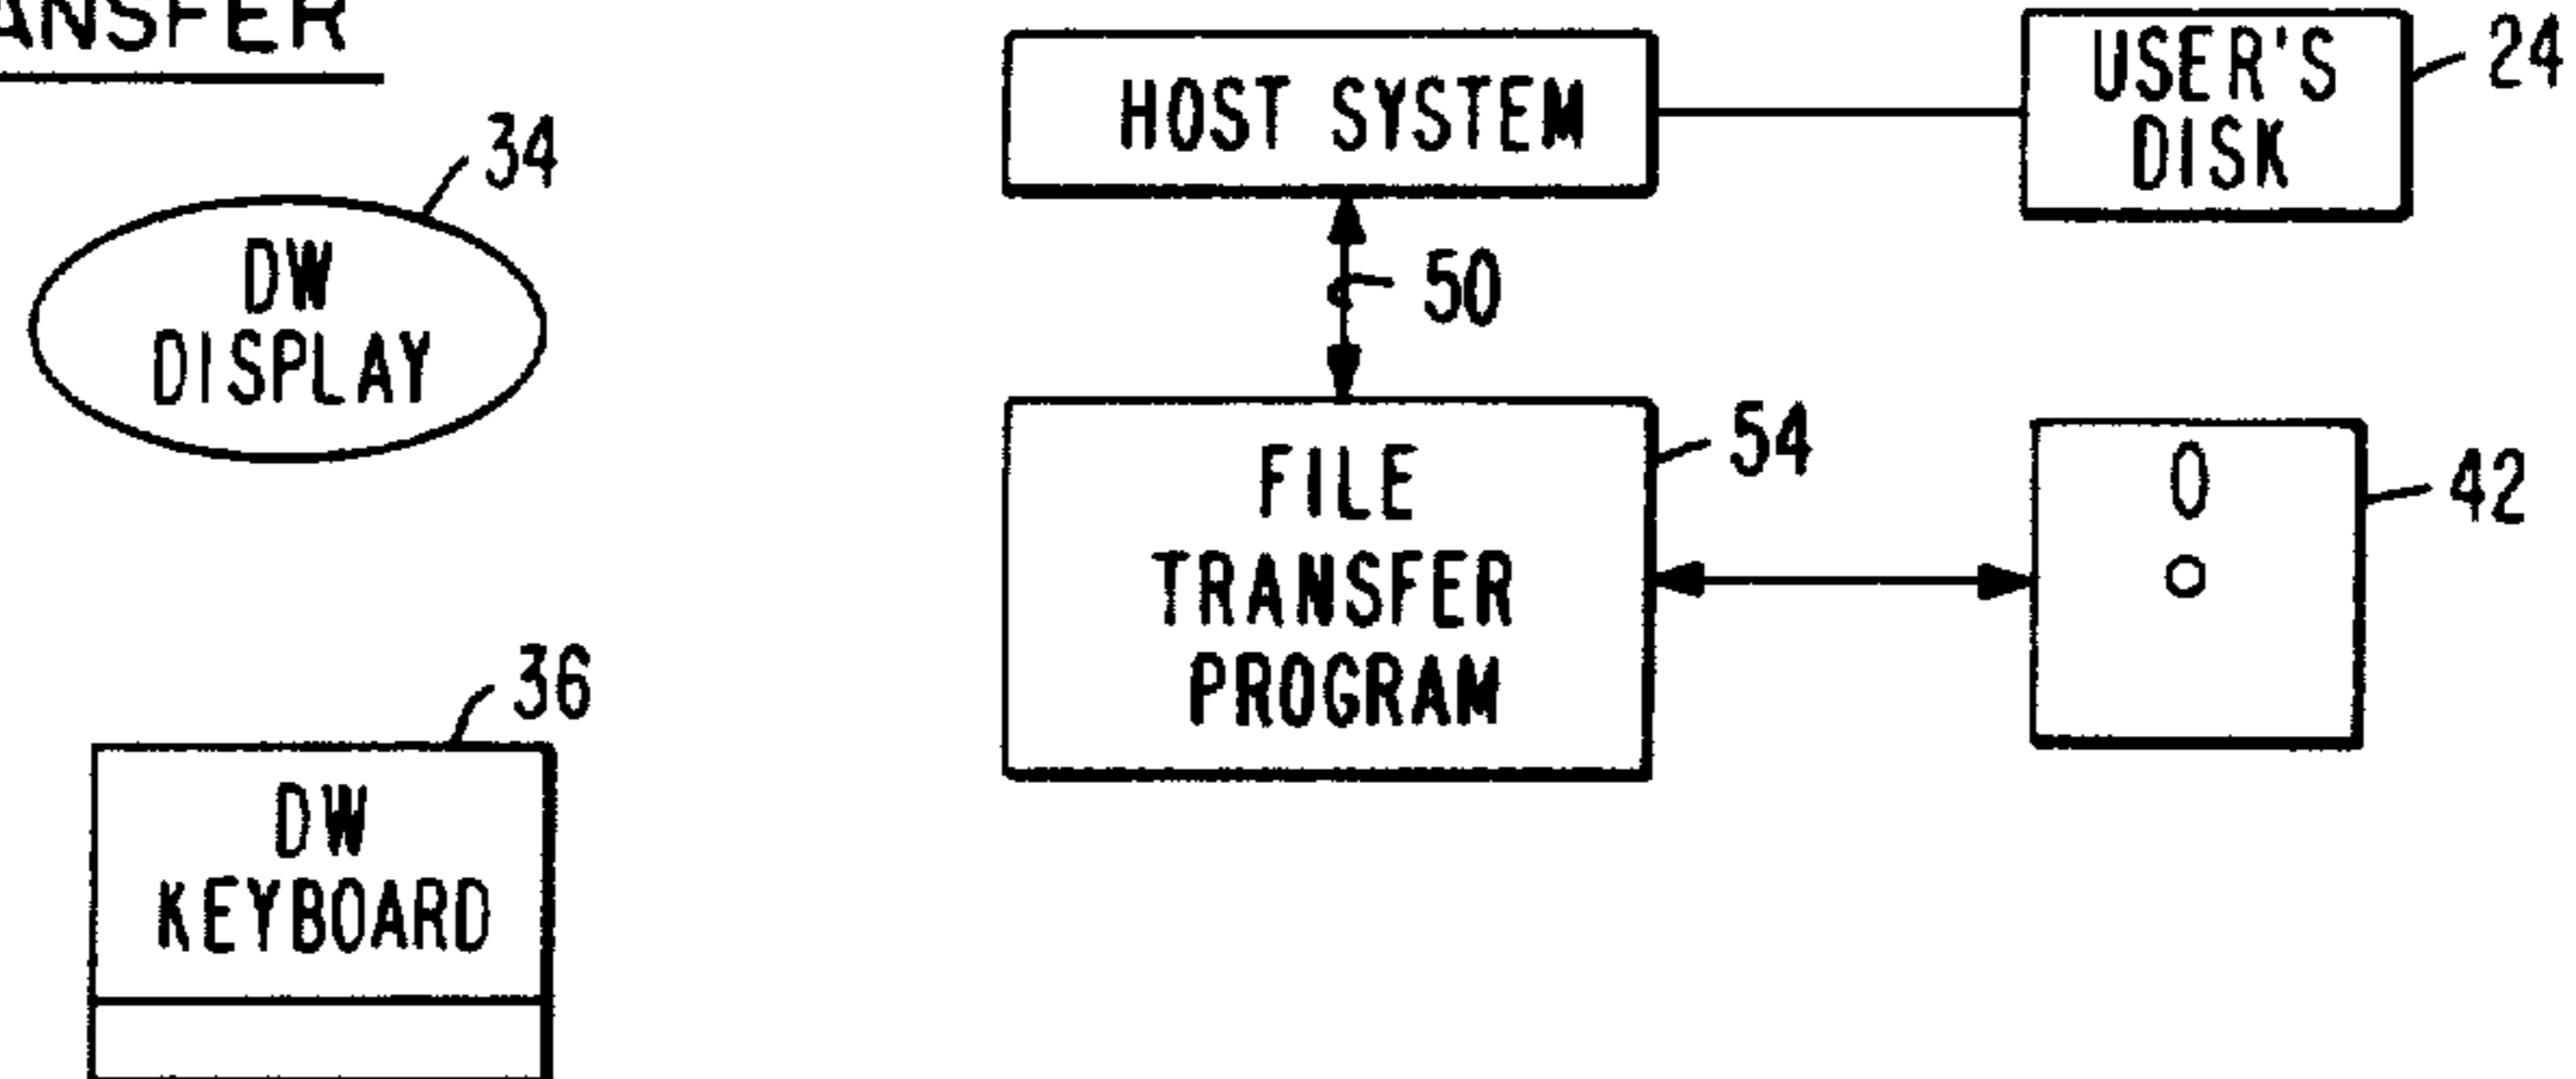 ANSFER
HOST SYSTEM
USER'S
DISK
24
34
DW
DISPLAY
50
FILE
TRANSFER
PROGRAM
54
42
36
DW
KEYBOARD